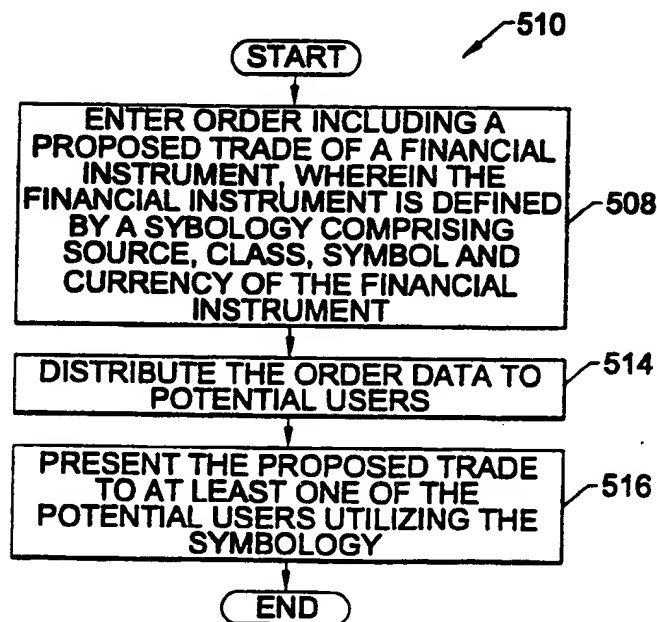 510
START
ENTER ORDER INCLUDING A
PROPOSED TRADE OF A FINANCIAL
INSTRUMENT, WHEREIN THE
FINANCIAL INSTRUMENT IS DEFINED
BY A SYBOLOGY COMPRISING
SOURCE, CLASS, SYMBOL AND
CURRENCY OF THE FINANCIAL
INSTRUMENT
508
DISTRIBUTE THE ORDER DATA TO
POTENTIAL USERS
514
PRESENT THE PROPOSED TRADE
TO AT LEAST ONE OF THE
POTENTIAL USERS UTILIZING THE
SYMBOLOGY
516
END